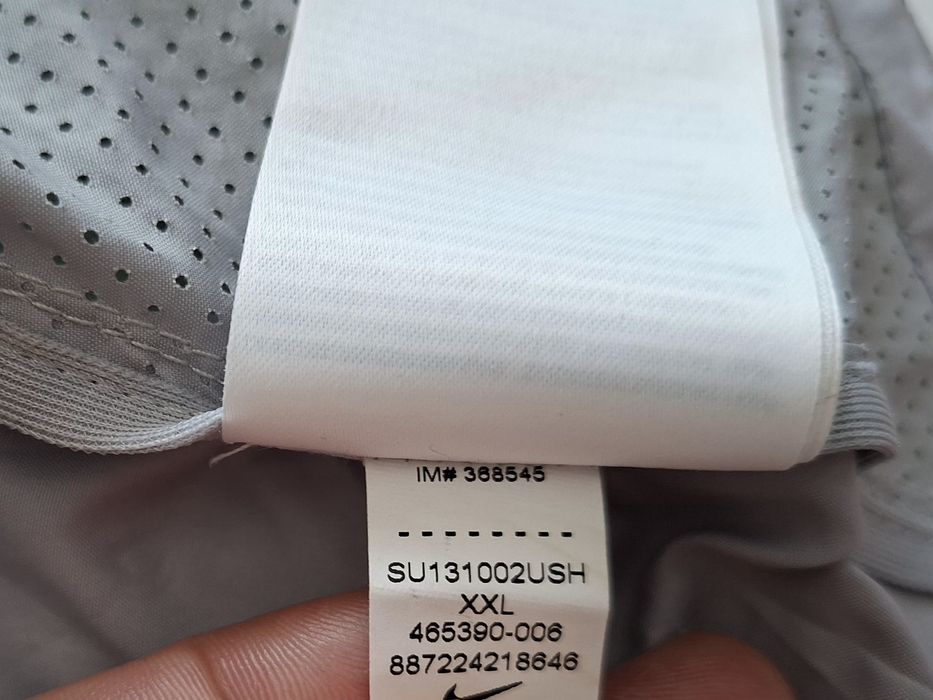 IM# 368545
--------
SU131002USH
XXL
465390-006
887224218646